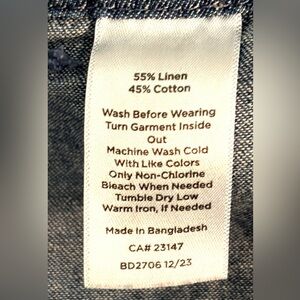 55% Linen
45% Cotton
Wash Before Wearing
Turn Garment Inside
Out
Machine Wash Cold
With Like Colors
Only Non-Chlorine
Bleach When Needed
Tumble Dry Low
Warm Iron, if Needed
Made in Bangladesh
CA# 23147
BD2706 12/23